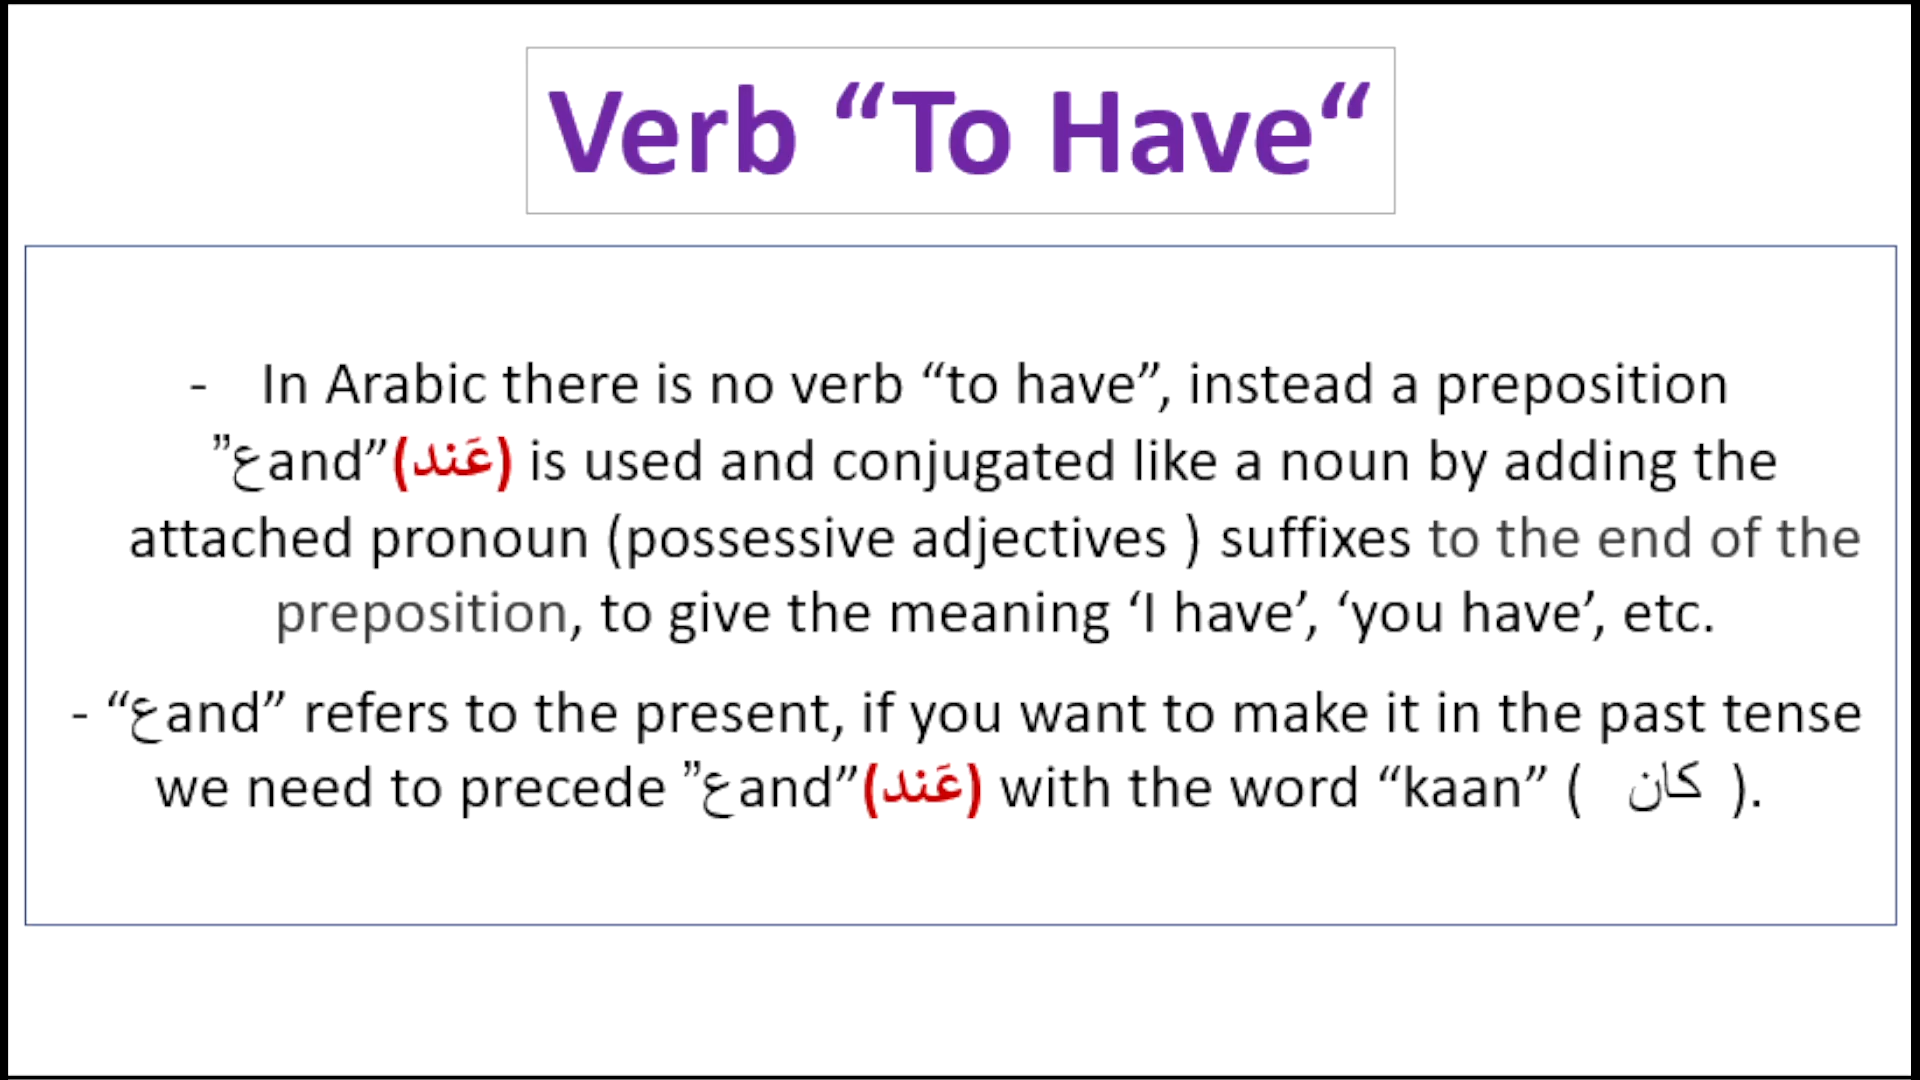 Verb “To Have“
- In Arabic there is no verb “to have”, instead a preposition
”عand”(عَند) is used and conjugated like a noun by adding the
attached pronoun (possessive adjectives ) suffixes to the end of the
preposition, to give the meaning ‘I have’, ‘you have’, etc.
- “عand” refers to the present, if you want to make it in the past tense
we need to precede ”عand”(عَند) with the word “kaan” ( كان ).